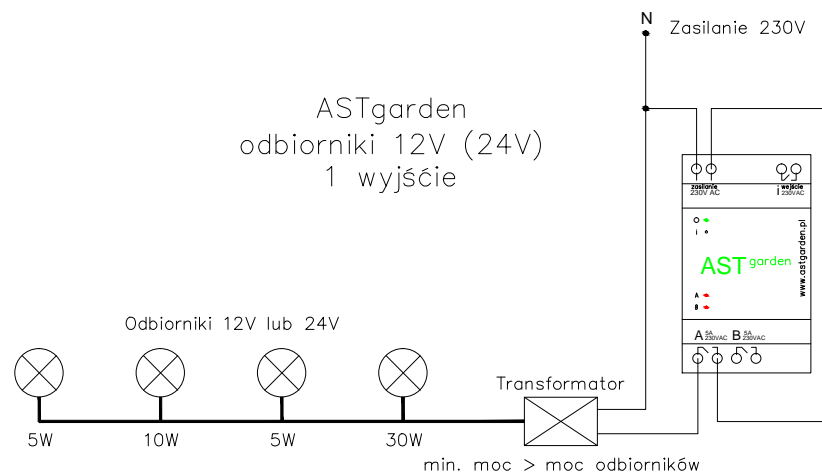 N
Zasilanie 230V
ASTgarden
odbiorniki 12V (24V)
1 wyjśćie
zasilanie
230V AC
i wejście
230VAC
O
i
AST garden
www.astgarden.pl
A
B
A 5A 230VAC B 5A 230VAC
Odbiorniki 12V lub 24V
Transformator
5W 10W 5W 30W
min. moc > moc odbiorników